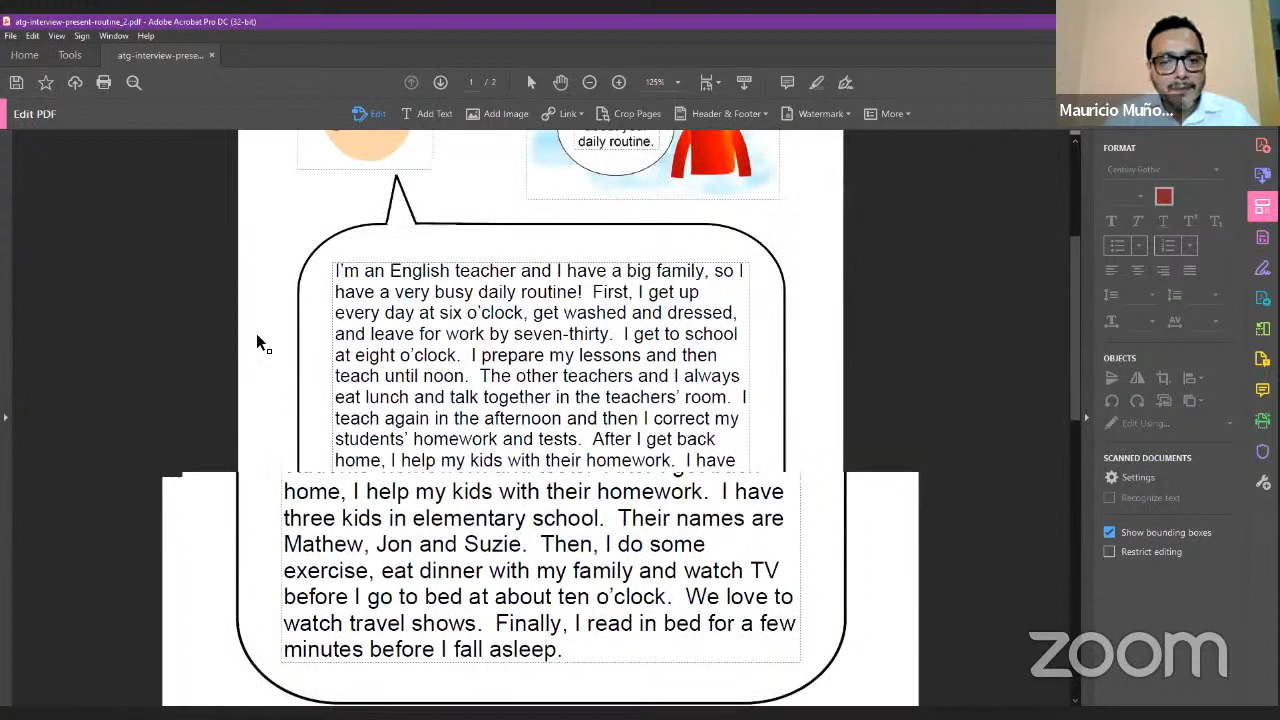 atg-interview-present-routine_2.pdf - Adobe Acrobat Pro DC (32-bit)
File Edit View Sign Window Help
Home Tools atg-interview-prese... ×
1 / 2 125%
Mauricio Muño...
Edit PDF
Edit Add Text Add Image Link Crop Pages Header & Footer Watermark More
daily routine.
FORMAT
Century Gothic
I'm an English teacher and I have a big family, so I
have a very busy daily routine!  First, I get up
every day at six o'clock, get washed and dressed,
and leave for work by seven-thirty.  I get to school
at eight o'clock.  I prepare my lessons and then
teach until noon.  The other teachers and I always
eat lunch and talk together in the teachers' room.  I
teach again in the afternoon and then I correct my
students' homework and tests.  After I get back
home, I help my kids with their homework.  I have
home, I help my kids with their homework.  I have
three kids in elementary school.  Their names are
Mathew, Jon and Suzie.  Then, I do some
exercise, eat dinner with my family and watch TV
before I go to bed at about ten o'clock.  We love to
watch travel shows.  Finally, I read in bed for a few
minutes before I fall asleep.
OBJECTS
Edit Using...
SCANNED DOCUMENTS
Settings
Recognize text
Show bounding boxes
Restrict editing
zoom